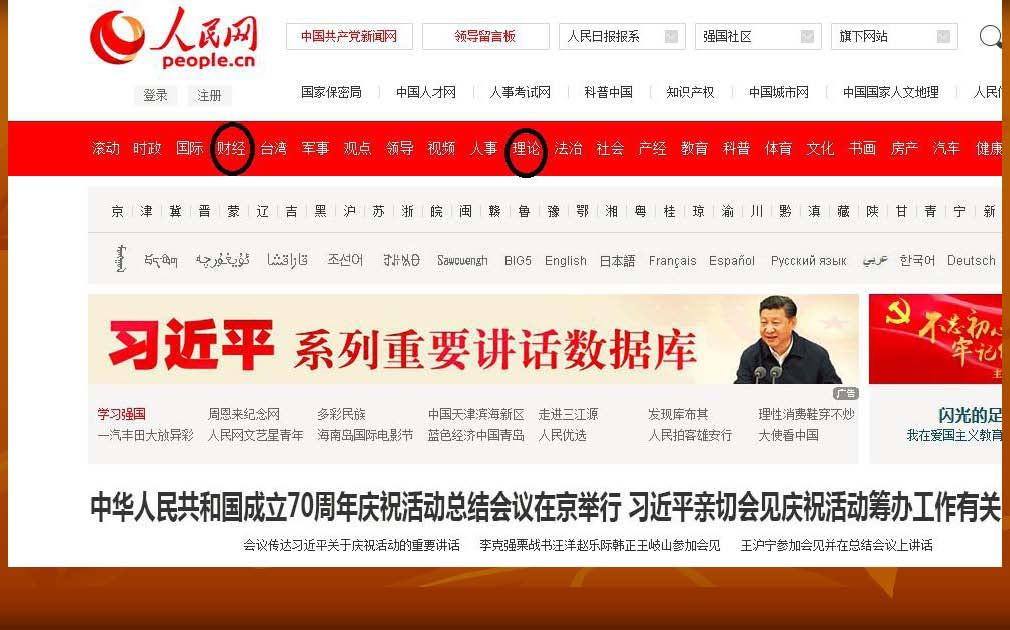 人民网
people.cn
中国共产党新闻网 领导留言板 人民日报报系 强国社区 旗下网站
登录 注册 国家保密局 中国人才网 人事考试网 科普中国 知识产权 中国城市网 中国国家人文地理 人民
滚动 时政 国际 财经 台湾 军事 观点 领导 视频 人事 理论 法治 社会 产经 教育 科普 体育 文化 书画 房产 汽车 健康
京 津 冀 晋 蒙 辽 吉 黑 沪 苏 浙 皖 闽 赣 鲁 豫 鄂 湘 粤 桂 琼 渝 川 黔 滇 藏 陕 甘 青 宁 新
ئۇيغۇرچە قازاقشا 조선어 Sawcuengh BIG5 English 日本語 Français Español Русский язык عربي 한국어 Deutsch
习近平 系列重要讲话数据库
不忘初心
牢记
广告
学习强国 周恩来纪念网 多彩民族 中国天津滨海新区 走进三江源 发现库布其 理性消费鞋穿不炒
一汽丰田大放异彩 人民网文艺星青年 海南岛国际电影节 蓝色经济中国青岛 人民优选 人民拍客雄安行 大使看中国
闪光的足
我在爱国主义教育
中华人民共和国成立70周年庆祝活动总结会议在京举行 习近平亲切会见庆祝活动筹办工作有关
会议传达习近平关于庆祝活动的重要讲话 李克强栗战书汪洋赵乐际韩正王岐山参加会见 王沪宁参加会见并在总结会议上讲话